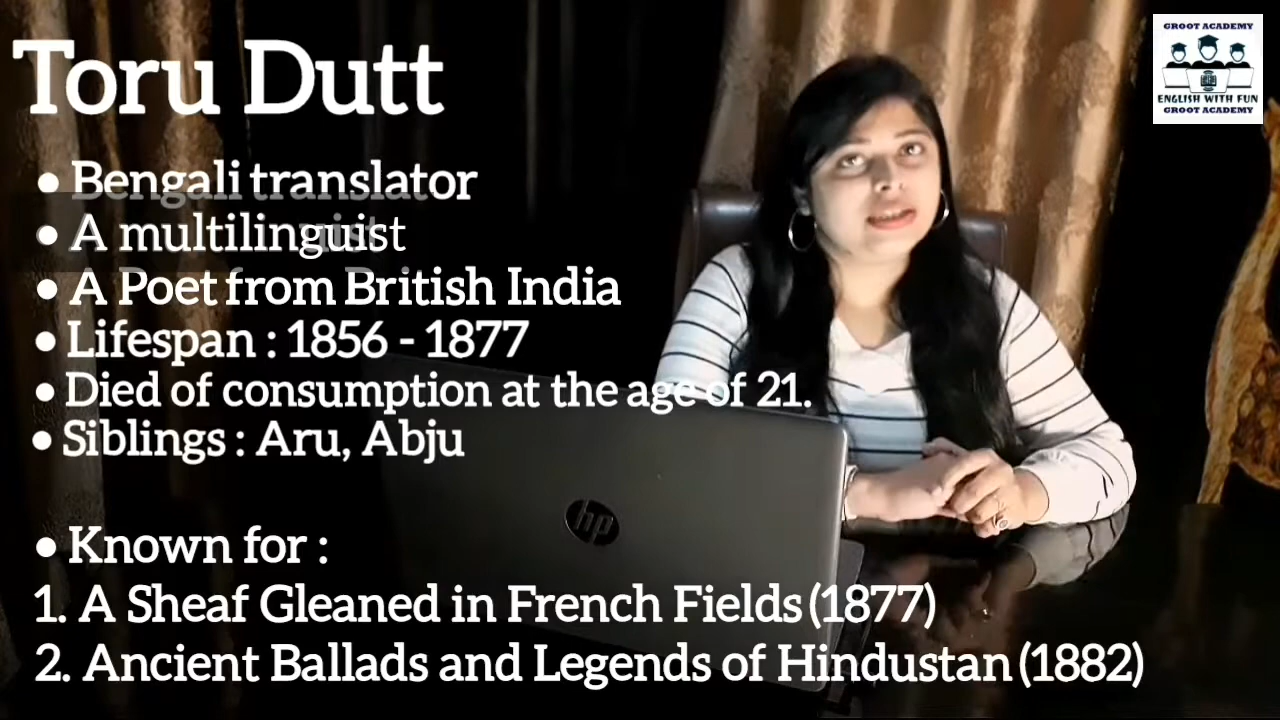 Toru Dutt
• Bengali translator
• A multilinguist
• A Poet from British India
• Lifespan : 1856 - 1877
• Died of consumption at the age of 21.
• Siblings : Aru, Abju
• Known for :
1. A Sheaf Gleaned in French Fields (1877)
2. Ancient Ballads and Legends of Hindustan (1882)
GROOT ACADEMY
ENGLISH WITH FUN
GROOT ACADEMY
hp